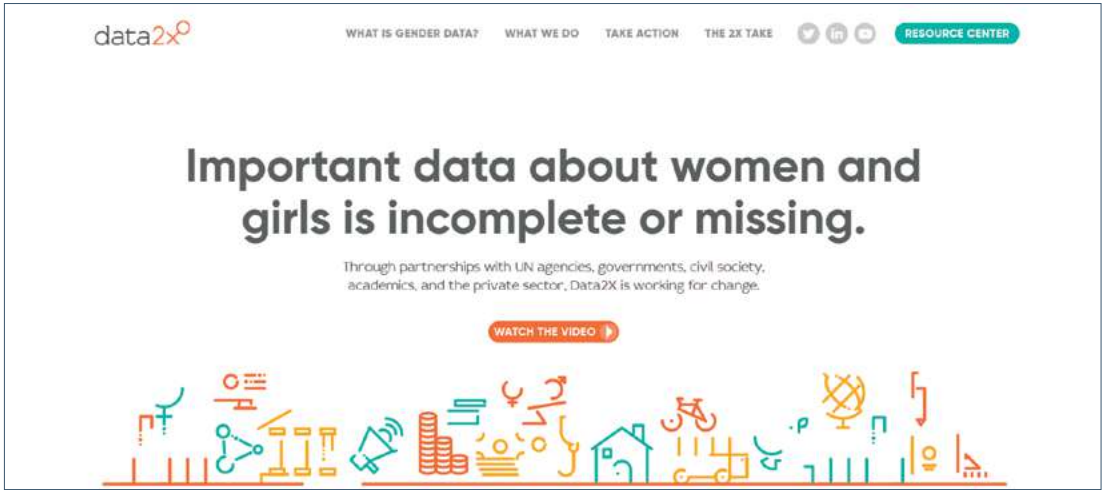 data2x
WHAT IS GENDER DATA? WHAT WE DO TAKE ACTION THE 2X TAKE RESOURCE CENTER
Important data about women and
girls is incomplete or missing.
Through partnerships with UN agencies, governments, civil society,
academics, and the private sector, Data2X is working for change.
WATCH THE VIDEO